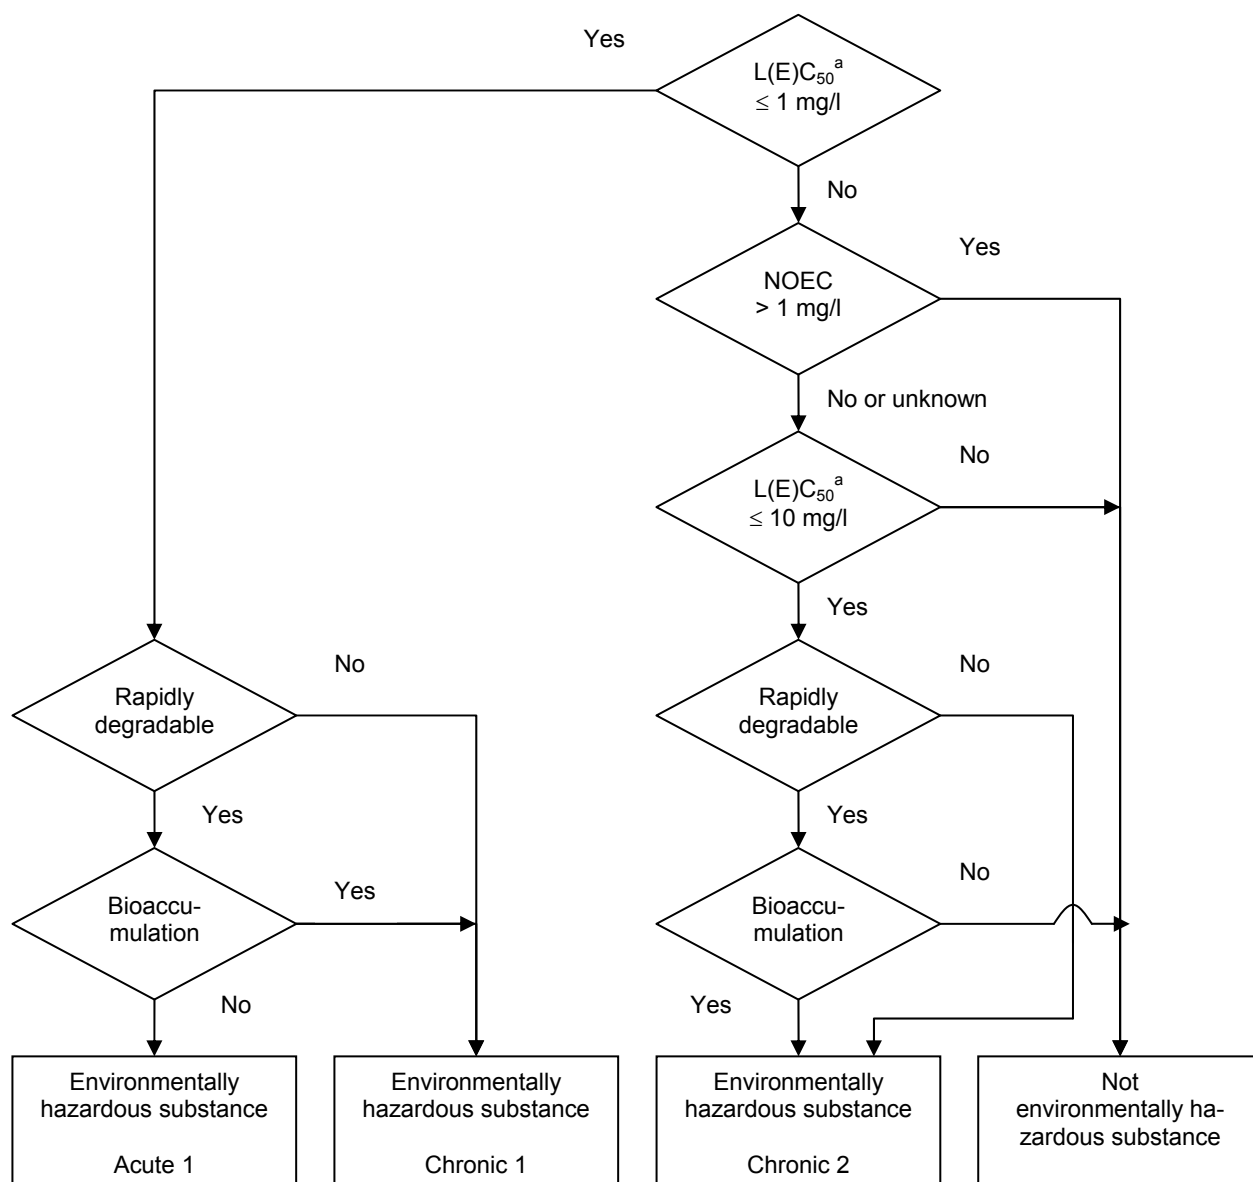 Yes
L(E)C₅₀ᵃ
≤ 1 mg/l
No
Yes
NOEC
> 1 mg/l
No or unknown
No
L(E)C₅₀ᵃ
≤ 10 mg/l
Yes
No
Rapidly
degradable
No
Rapidly
degradable
Yes
Yes
Yes
Bioaccu-
mulation
No
Bioaccu-
mulation
No
Yes
Environmentally
hazardous substance
Acute 1
Environmentally
hazardous substance
Chronic 1
Environmentally
hazardous substance
Chronic 2
Not
environmentally ha-
zardous substance